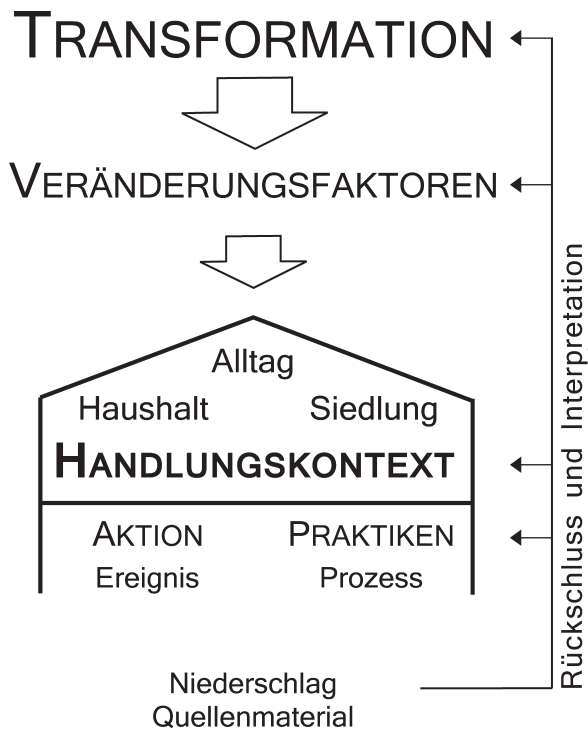 TRANSFORMATION
VERÄNDERUNGSFAKTOREN
Alltag
Haushalt Siedlung
HANDLUNGSKONTEXT
AKTION PRAKTIKEN
Ereignis Prozess
Niederschlag
Quellenmaterial
Rückschluss und Interpretation